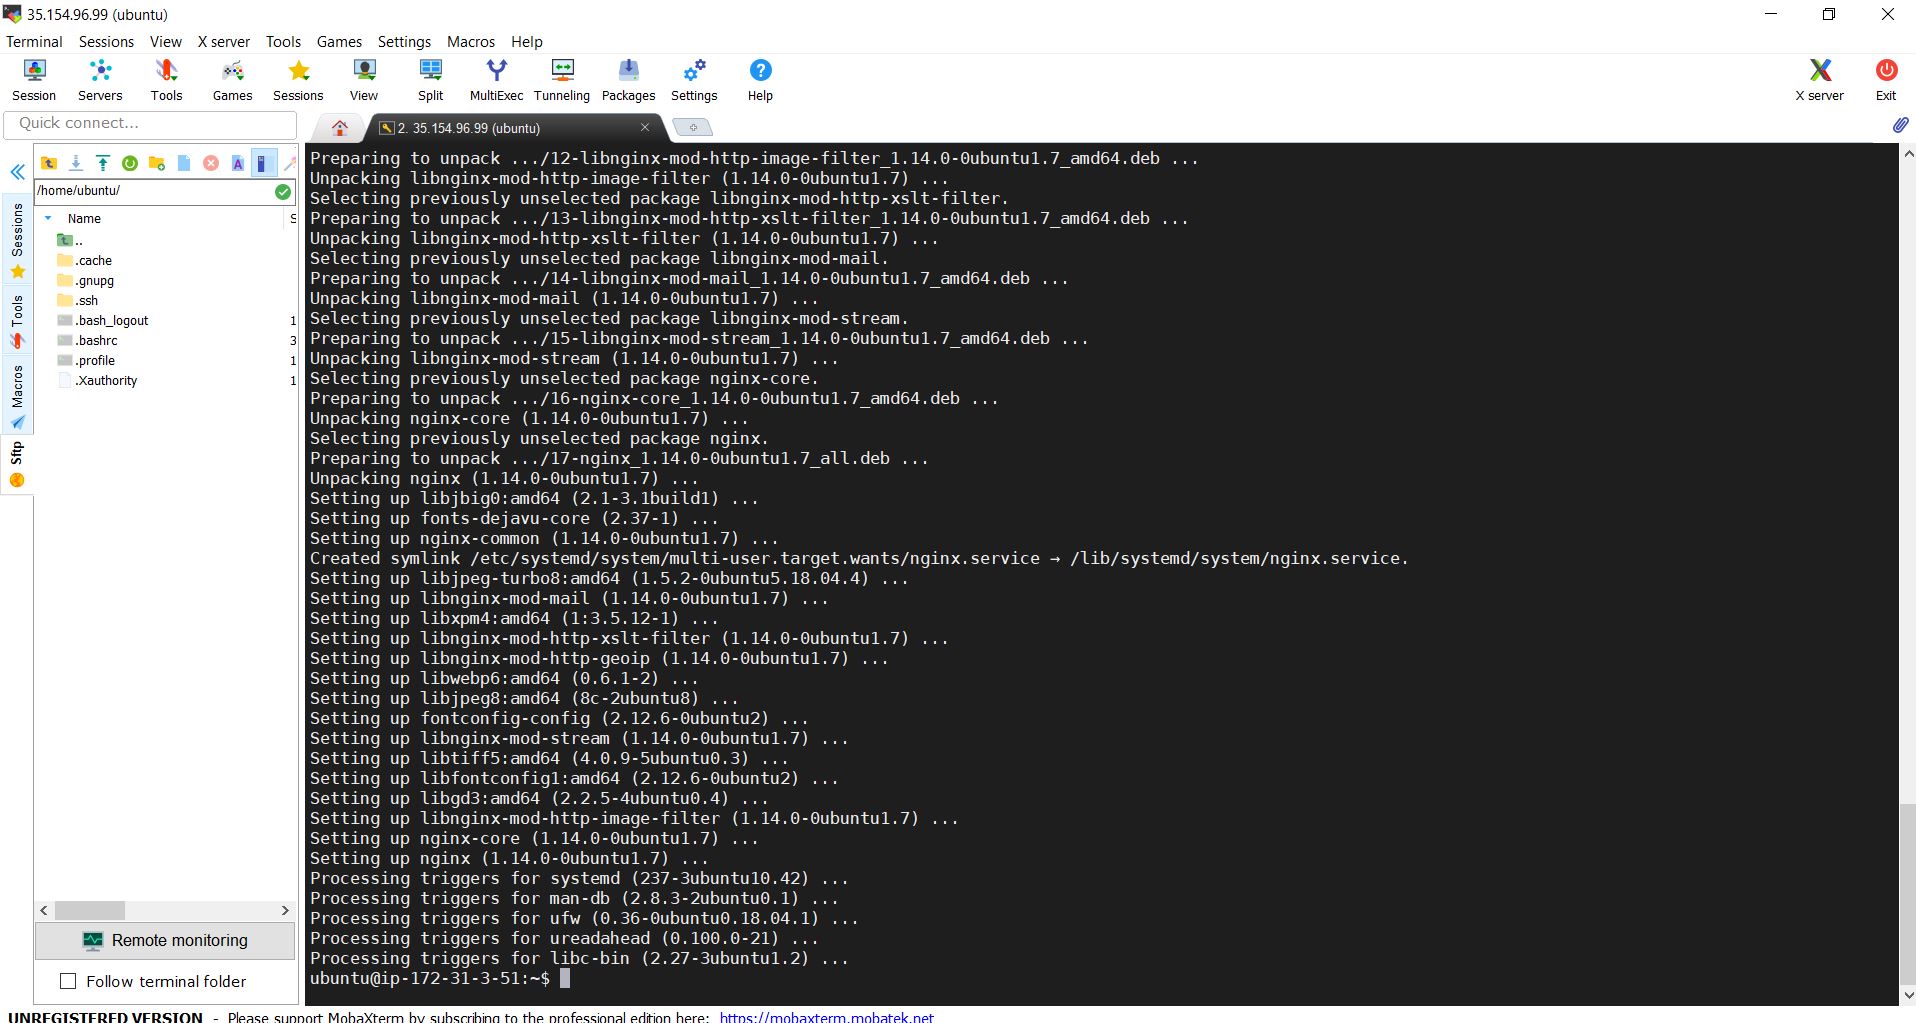 35.154.96.99 (ubuntu)
Terminal Sessions View X server Tools Games Settings Macros Help
Session Servers Tools Games Sessions View Split MultiExec Tunneling Packages Settings Help X server Exit
Quick connect...
2. 35.154.96.99 (ubuntu)
/home/ubuntu/
Name S
..
.cache
.gnupg
.ssh
.bash_logout 1
.bashrc 3
.profile 1
.Xauthority 1
Sessions
Tools
Macros
Sftp
Remote monitoring
Follow terminal folder
Preparing to unpack .../12-libnginx-mod-http-image-filter_1.14.0-0ubuntu1.7_amd64.deb ...
Unpacking libnginx-mod-http-image-filter (1.14.0-0ubuntu1.7) ...
Selecting previously unselected package libnginx-mod-http-xslt-filter.
Preparing to unpack .../13-libnginx-mod-http-xslt-filter_1.14.0-0ubuntu1.7_amd64.deb ...
Unpacking libnginx-mod-http-xslt-filter (1.14.0-0ubuntu1.7) ...
Selecting previously unselected package libnginx-mod-mail.
Preparing to unpack .../14-libnginx-mod-mail_1.14.0-0ubuntu1.7_amd64.deb ...
Unpacking libnginx-mod-mail (1.14.0-0ubuntu1.7) ...
Selecting previously unselected package libnginx-mod-stream.
Preparing to unpack .../15-libnginx-mod-stream_1.14.0-0ubuntu1.7_amd64.deb ...
Unpacking libnginx-mod-stream (1.14.0-0ubuntu1.7) ...
Selecting previously unselected package nginx-core.
Preparing to unpack .../16-nginx-core_1.14.0-0ubuntu1.7_amd64.deb ...
Unpacking nginx-core (1.14.0-0ubuntu1.7) ...
Selecting previously unselected package nginx.
Preparing to unpack .../17-nginx_1.14.0-0ubuntu1.7_all.deb ...
Unpacking nginx (1.14.0-0ubuntu1.7) ...
Setting up libjbig0:amd64 (2.1-3.1build1) ...
Setting up fonts-dejavu-core (2.37-1) ...
Setting up nginx-common (1.14.0-0ubuntu1.7) ...
Created symlink /etc/systemd/system/multi-user.target.wants/nginx.service → /lib/systemd/system/nginx.service.
Setting up libjpeg-turbo8:amd64 (1.5.2-0ubuntu5.18.04.4) ...
Setting up libnginx-mod-mail (1.14.0-0ubuntu1.7) ...
Setting up libxpm4:amd64 (1:3.5.12-1) ...
Setting up libnginx-mod-http-xslt-filter (1.14.0-0ubuntu1.7) ...
Setting up libnginx-mod-http-geoip (1.14.0-0ubuntu1.7) ...
Setting up libwebp6:amd64 (0.6.1-2) ...
Setting up libjpeg8:amd64 (8c-2ubuntu8) ...
Setting up fontconfig-config (2.12.6-0ubuntu2) ...
Setting up libnginx-mod-stream (1.14.0-0ubuntu1.7) ...
Setting up libtiff5:amd64 (4.0.9-5ubuntu0.3) ...
Setting up libfontconfig1:amd64 (2.12.6-0ubuntu2) ...
Setting up libgd3:amd64 (2.2.5-4ubuntu0.4) ...
Setting up libnginx-mod-http-image-filter (1.14.0-0ubuntu1.7) ...
Setting up nginx-core (1.14.0-0ubuntu1.7) ...
Setting up nginx (1.14.0-0ubuntu1.7) ...
Processing triggers for systemd (237-3ubuntu10.42) ...
Processing triggers for man-db (2.8.3-2ubuntu0.1) ...
Processing triggers for ufw (0.36-0ubuntu0.18.04.1) ...
Processing triggers for ureadahead (0.100.0-21) ...
Processing triggers for libc-bin (2.27-3ubuntu1.2) ...
ubuntu@ip-172-31-3-51:~$
UNREGISTERED VERSION - Please support MobaXterm by subscribing to the professional edition here: https://mobaxterm.mobatek.net